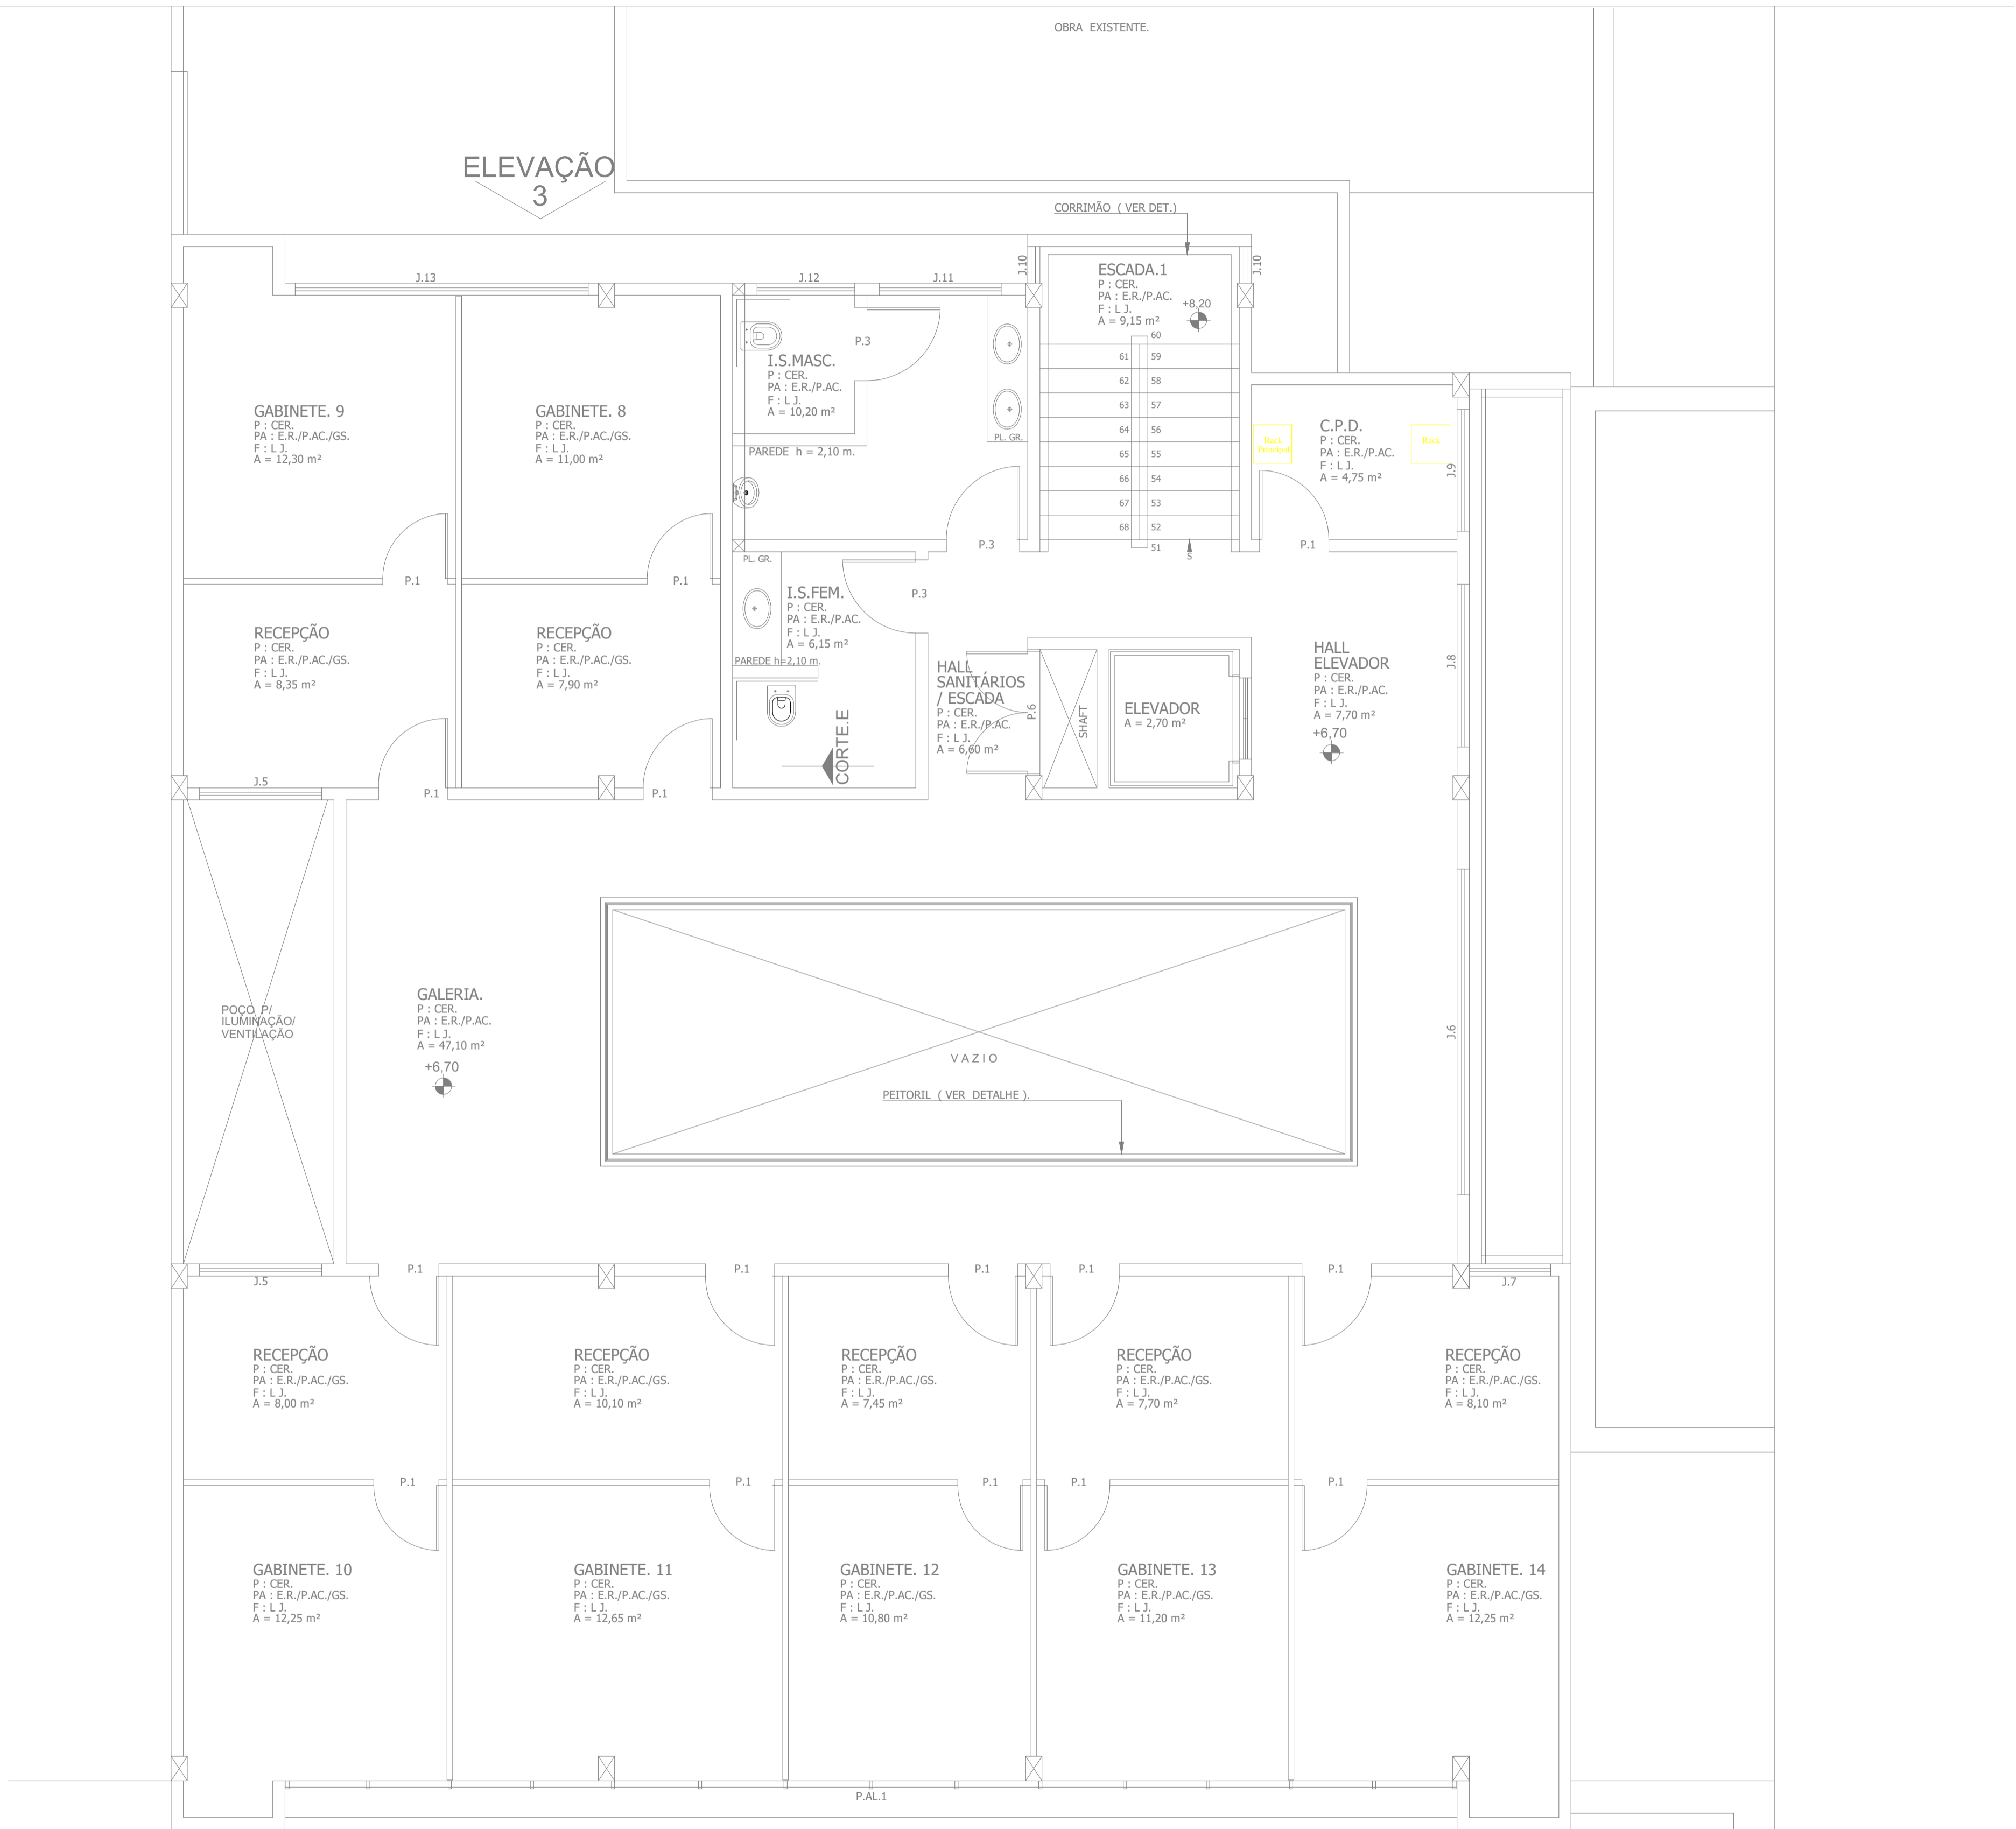 OBRA  EXISTENTE.
ELEVAÇÃO
3
CORRIMÃO  ( VER DET.)
J.13
J.12
J.11
J.10
J.10
ESCADA.1
P : CER.
PA : E.R./P.AC.
F : L J.
A = 9,15 m²
+8,20
60
61 59
62 58
63 57
64 56
65 55
66 54
67 53
68 52
51
S
I.S.MASC.
P : CER.
PA : E.R./P.AC.
F : L J.
A = 10,20 m²
P.3
PL. GR.
PAREDE  h = 2,10 m.
GABINETE. 9
P : CER.
PA : E.R./P.AC./GS.
F : L J.
A = 12,30 m²
GABINETE. 8
P : CER.
PA : E.R./P.AC./GS.
F : L J.
A = 11,00 m²
C.P.D.
P : CER.
PA : E.R./P.AC.
F : L J.
A = 4,75 m²
Rack
Principal
Rack
J.9
P.3
P.1
P.1
P.1
PL. GR.
I.S.FEM.
P : CER.
PA : E.R./P.AC.
F : L J.
A = 6,15 m²
P.3
PAREDE h=2,10 m.
RECEPÇÃO
P : CER.
PA : E.R./P.AC./GS.
F : L J.
A = 8,35 m²
RECEPÇÃO
P : CER.
PA : E.R./P.AC./GS.
F : L J.
A = 7,90 m²
HALL
SANITÁRIOS
/ ESCADA
P : CER.
PA : E.R./P.AC.
F : L J.
A = 6,60 m²
P.6
SHAFT
ELEVADOR
A = 2,70 m²
HALL
ELEVADOR
P : CER.
PA : E.R./P.AC.
F : L J.
A = 7,70 m²
+6,70
J.8
CORTE.E
J.5
P.1
P.1
POÇO  P/
ILUMINAÇÃO/
VENTILAÇÃO
GALERIA.
P : CER.
PA : E.R./P.AC.
F : L J.
A = 47,10 m²
+6,70
V A Z I O
PEITORIL  ( VER  DETALHE ).
J.6
J.5
P.1
P.1
P.1
P.1
P.1
J.7
RECEPÇÃO
P : CER.
PA : E.R./P.AC./GS.
F : L J.
A = 8,00 m²
RECEPÇÃO
P : CER.
PA : E.R./P.AC./GS.
F : L J.
A = 10,10 m²
RECEPÇÃO
P : CER.
PA : E.R./P.AC./GS.
F : L J.
A = 7,45 m²
RECEPÇÃO
P : CER.
PA : E.R./P.AC./GS.
F : L J.
A = 7,70 m²
RECEPÇÃO
P : CER.
PA : E.R./P.AC./GS.
F : L J.
A = 8,10 m²
P.1
P.1
P.1
P.1
P.1
GABINETE. 10
P : CER.
PA : E.R./P.AC./GS.
F : L J.
A = 12,25 m²
GABINETE. 11
P : CER.
PA : E.R./P.AC./GS.
F : L J.
A = 12,65 m²
GABINETE. 12
P : CER.
PA : E.R./P.AC./GS.
F : L J.
A = 10,80 m²
GABINETE. 13
P : CER.
PA : E.R./P.AC./GS.
F : L J.
A = 11,20 m²
GABINETE. 14
P : CER.
PA : E.R./P.AC./GS.
F : L J.
A = 12,25 m²
P.AL.1